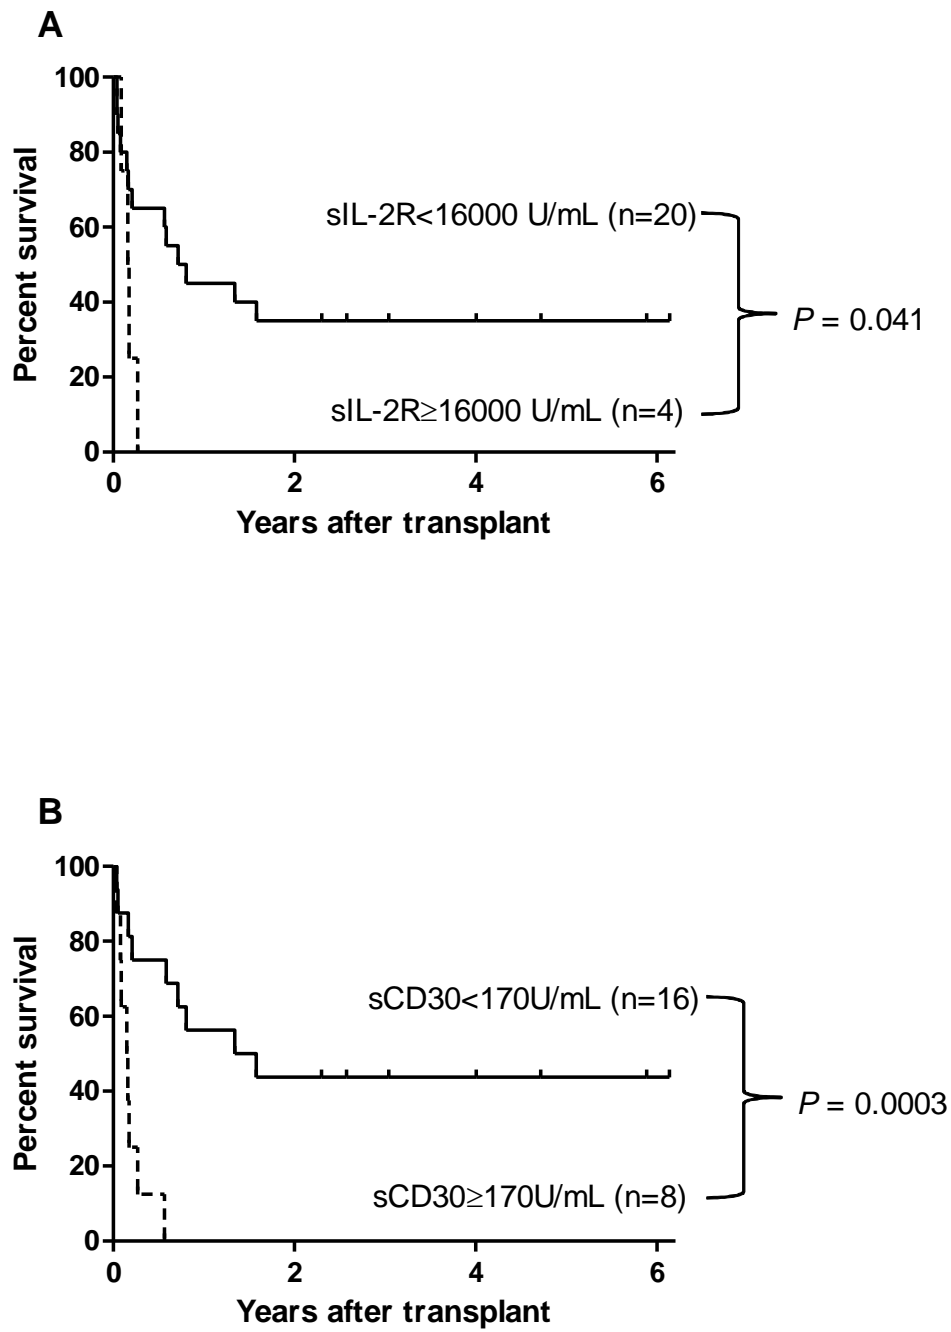 A
100
80
60
40
20
0
Percent survival
sIL-2R<16000 U/mL (n=20)
P = 0.041
sIL-2R≥16000 U/mL (n=4)
0 2 4 6
Years after transplant
B
100
80
60
40
20
0
Percent survival
sCD30<170U/mL (n=16)
P = 0.0003
sCD30≥170U/mL (n=8)
0 2 4 6
Years after transplant